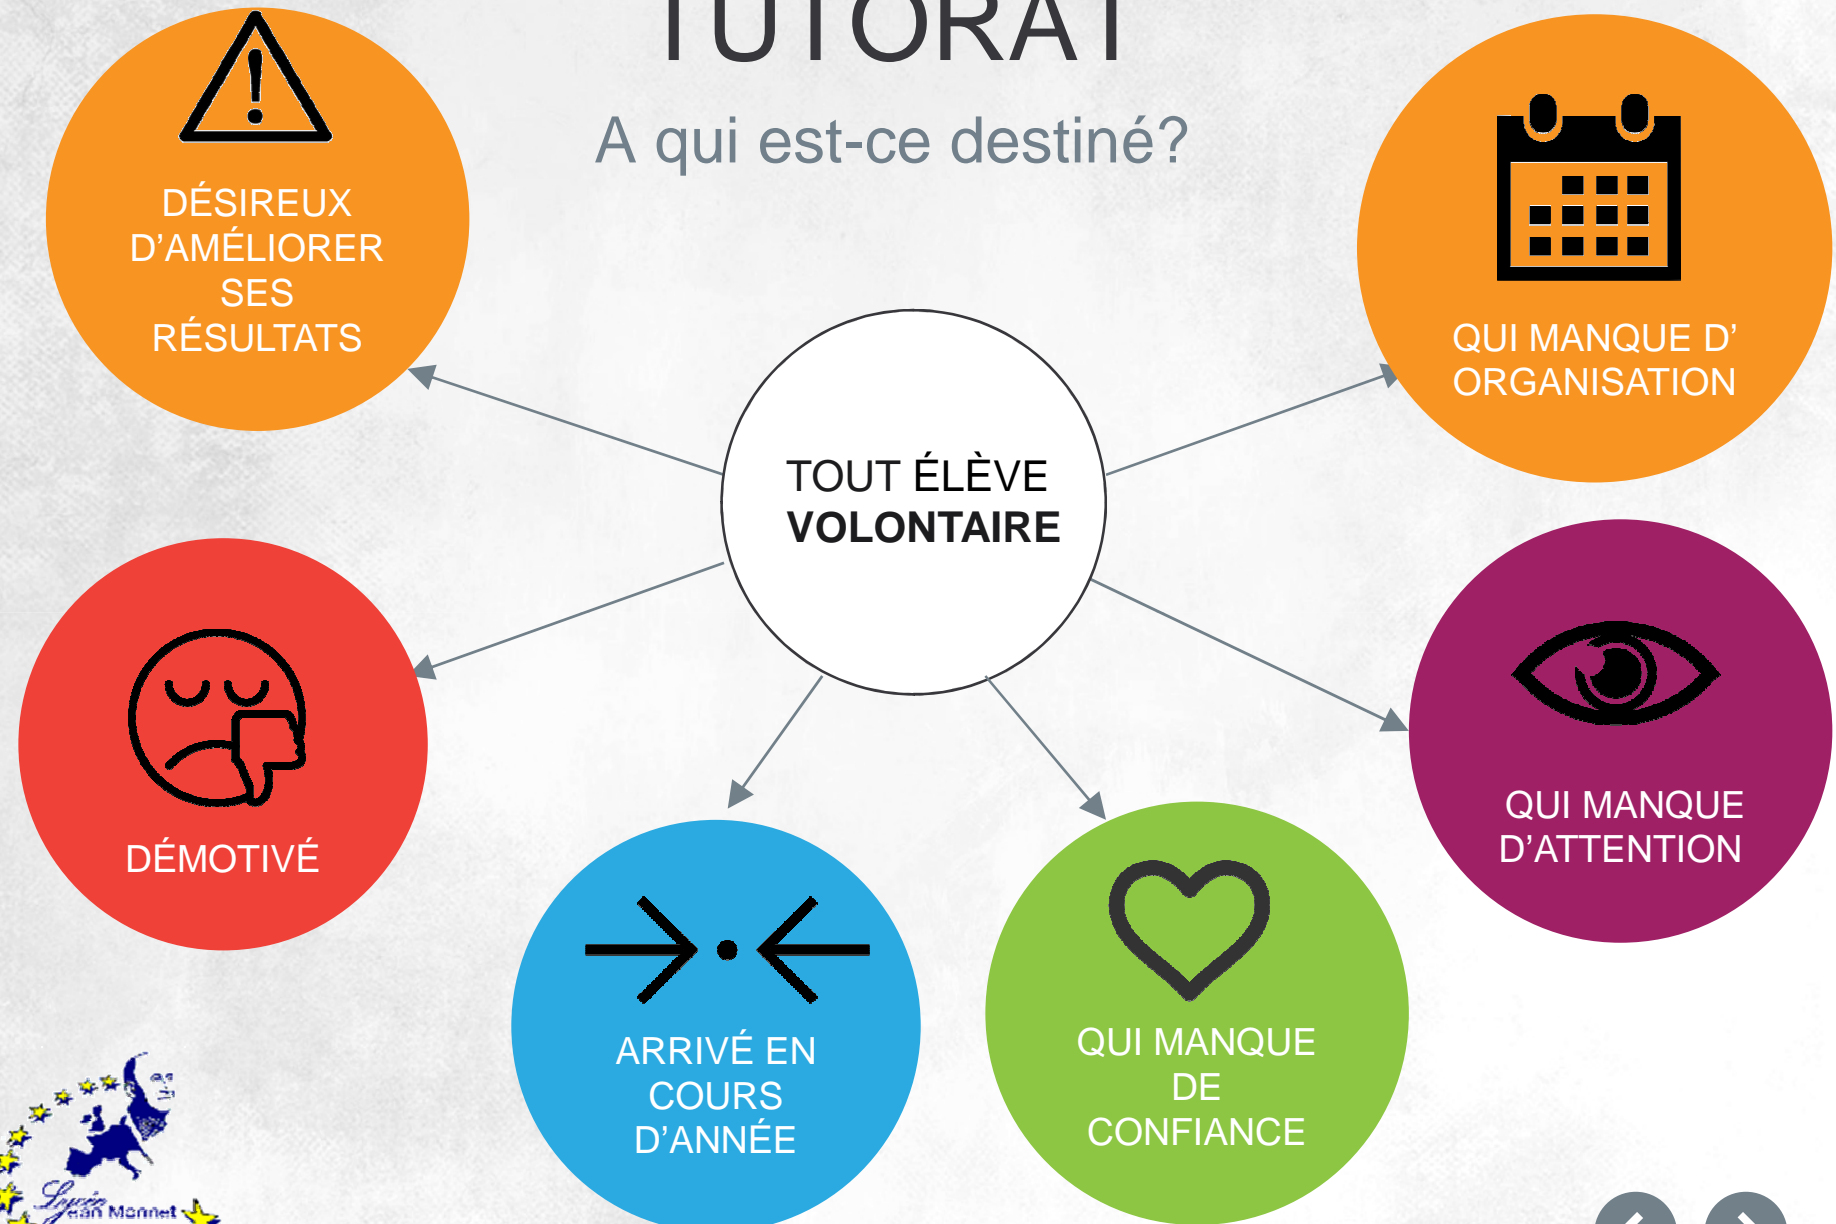 TUTORAT
A qui est-ce destiné?
DÉSIREUX
D’AMÉLIORER
SES
RÉSULTATS
QUI MANQUE D’
ORGANISATION
TOUT ÉLÈVE
VOLONTAIRE
DÉMOTIVÉ
QUI MANQUE
D’ATTENTION
ARRIVÉ EN
COURS
D’ANNÉE
QUI MANQUE
DE
CONFIANCE
Lycée
Jean Monnet